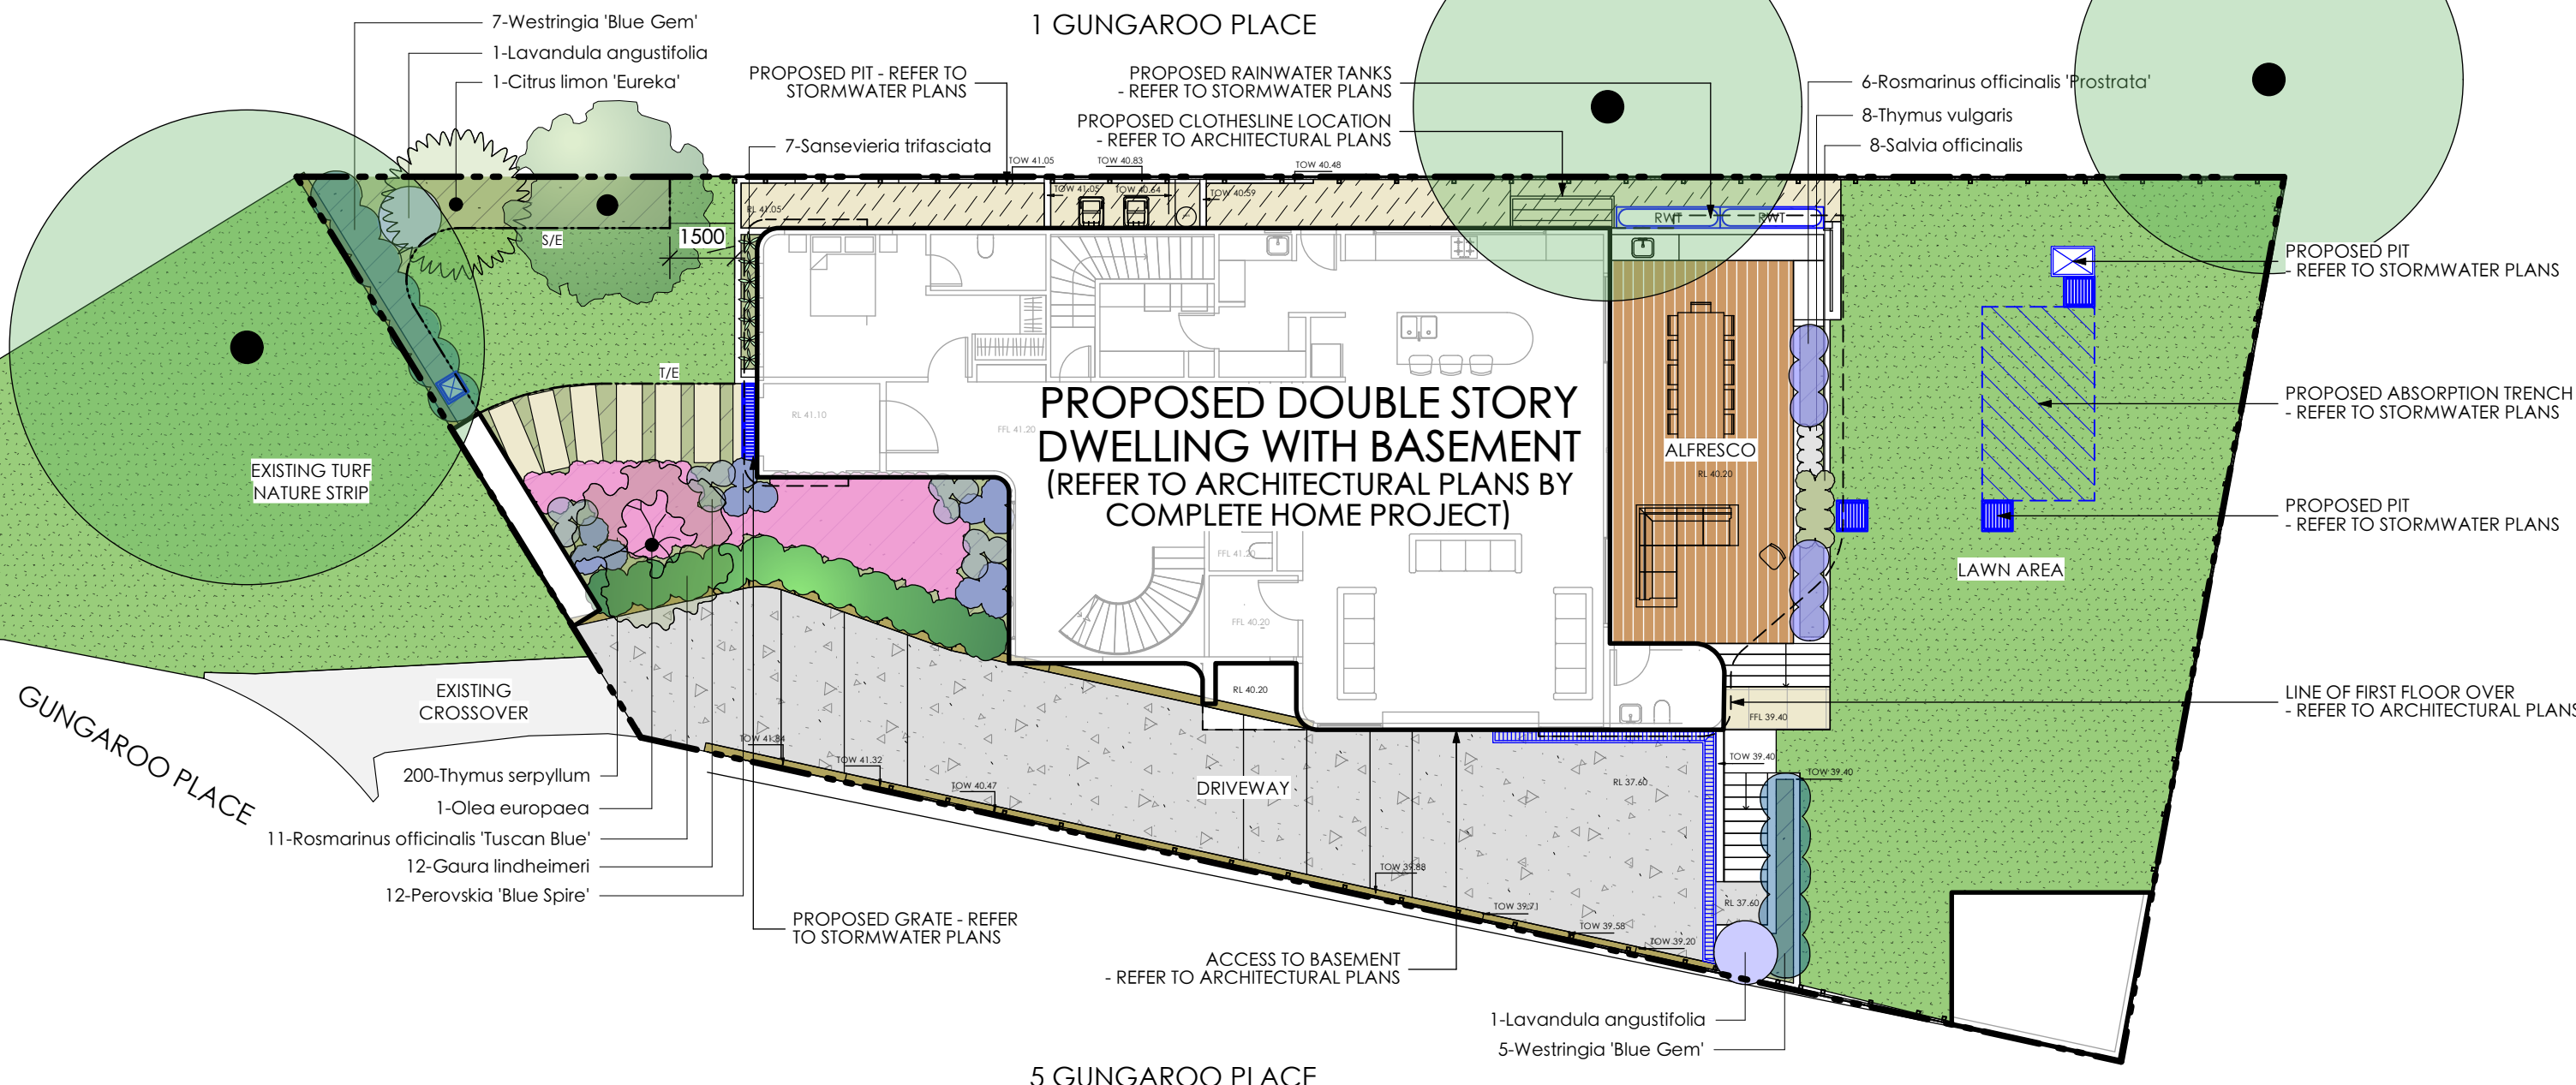 1 GUNGAROO PLACE
7-Westringia 'Blue Gem'
1-Lavandula angustifolia
1-Citrus limon 'Eureka'
PROPOSED PIT - REFER TO
STORMWATER PLANS
7-Sansevieria trifasciata
PROPOSED RAINWATER TANKS
- REFER TO STORMWATER PLANS
PROPOSED CLOTHESLINE LOCATION
- REFER TO ARCHITECTURAL PLANS
6-Rosmarinus officinalis 'Prostrata'
8-Thymus vulgaris
8-Salvia officinalis
TOW 41.05
TOW 40.83
TOW 40.48
TOW 41.05
TOW 40.64
TOW 40.59
RL 41.05
RWT
RWT
S/E
1500
T/E
PROPOSED PIT
- REFER TO STORMWATER PLANS
PROPOSED ABSORPTION TRENCH
- REFER TO STORMWATER PLANS
PROPOSED PIT
- REFER TO STORMWATER PLANS
RL 41.10
FFL 41.20
PROPOSED DOUBLE STORY
DWELLING WITH BASEMENT
(REFER TO ARCHITECTURAL PLANS BY
COMPLETE HOME PROJECT)
ALFRESCO
RL 40.20
EXISTING TURF
NATURE STRIP
FFL 41.20
FFL 40.20
LAWN AREA
RL 40.20
EXISTING
CROSSOVER
GUNGAROO PLACE
LINE OF FIRST FLOOR OVER
- REFER TO ARCHITECTURAL PLANS
FFL 39.40
TOW 41.84
TOW 41.32
TOW 40.47
DRIVEWAY
RL 37.60
TOW 39.40
TOW 39.40
200-Thymus serpyllum
1-Olea europaea
11-Rosmarinus officinalis 'Tuscan Blue'
12-Gaura lindheimeri
12-Perovskia 'Blue Spire'
TOW 39.88
TOW 39.71
TOW 39.58
TOW 39.20
RL 37.60
PROPOSED GRATE - REFER
TO STORMWATER PLANS
ACCESS TO BASEMENT
- REFER TO ARCHITECTURAL PLANS
1-Lavandula angustifolia
5-Westringia 'Blue Gem'
5 GUNGAROO PLACE